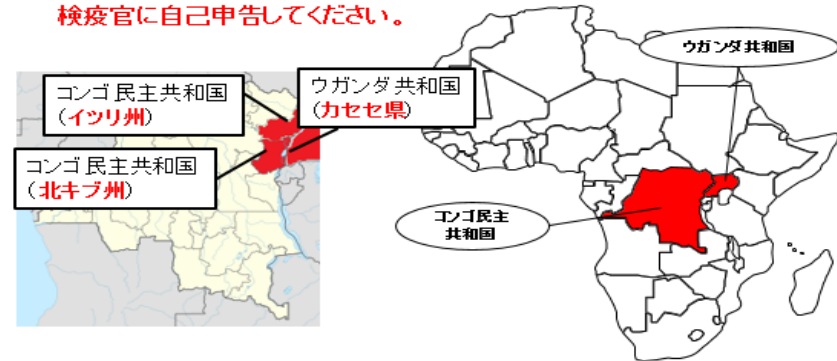 検疫官に自己申告してください。
コンゴ民主共和国
（イツリ州）
ウガンダ共和国
（カセセ県）
コンゴ民主共和国
（北キブ州）
ウガンダ共和国
コンゴ民主
共和国